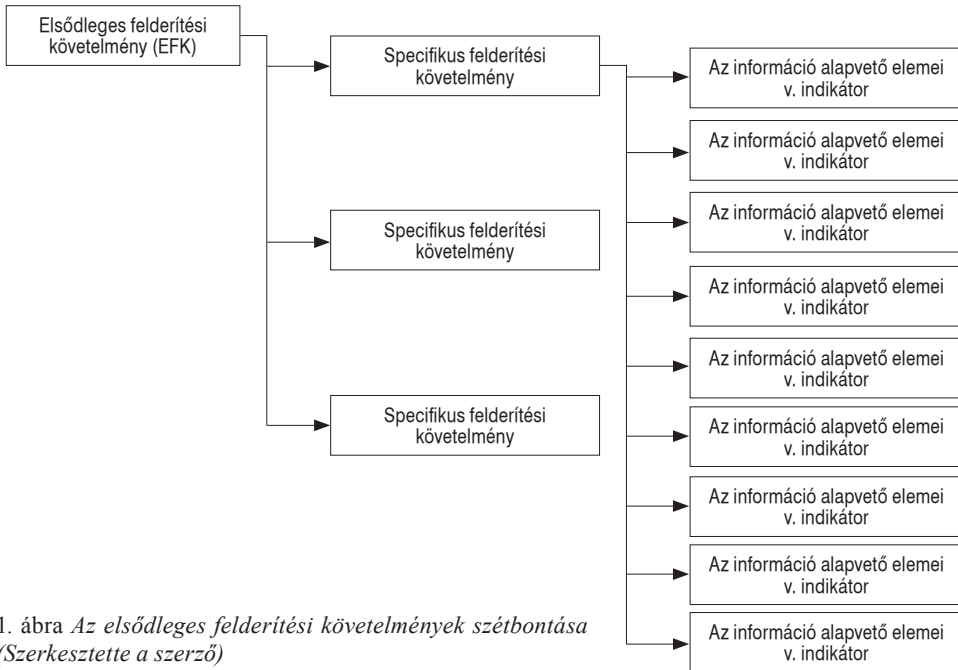 Elsődleges felderítési
követelmény (EFK)
Specifikus felderítési
követelmény
Specifikus felderítési
követelmény
Specifikus felderítési
követelmény
Az információ alapvető elemei
v. indikátor
Az információ alapvető elemei
v. indikátor
Az információ alapvető elemei
v. indikátor
Az információ alapvető elemei
v. indikátor
Az információ alapvető elemei
v. indikátor
Az információ alapvető elemei
v. indikátor
Az információ alapvető elemei
v. indikátor
Az információ alapvető elemei
v. indikátor
Az információ alapvető elemei
v. indikátor
1. ábra Az elsődleges felderítési követelmények szétbontása
(Szerkesztette a szerző)